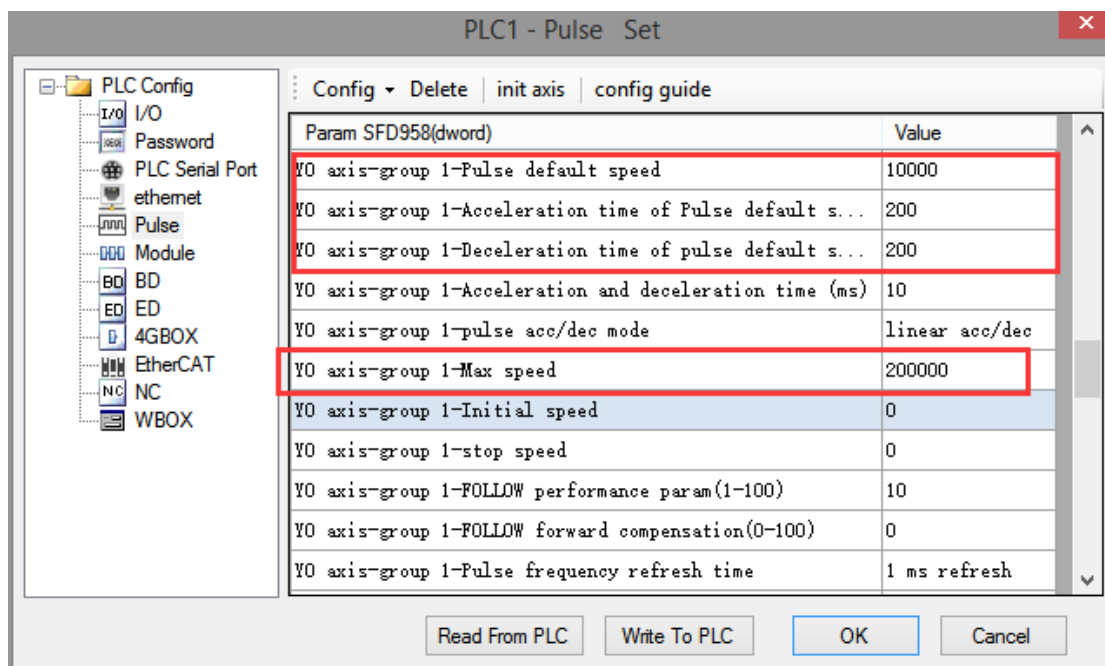 PLC1 - Pulse Set
PLC Config
I/O I/O
Password
PLC Serial Port
ethernet
Pulse
Module
BD BD
ED ED
4GBOX
EtherCAT
NC NC
WBOX
Config Delete init axis config guide
Param SFD958(dword) Value
Y0 axis-group 1-Pulse default speed 10000
Y0 axis-group 1-Acceleration time of Pulse default s... 200
Y0 axis-group 1-Deceleration time of pulse default s... 200
Y0 axis-group 1-Acceleration and deceleration time (ms) 10
Y0 axis-group 1-pulse acc/dec mode linear acc/dec
Y0 axis-group 1-Max speed 200000
Y0 axis-group 1-Initial speed 0
Y0 axis-group 1-stop speed 0
Y0 axis-group 1-FOLLOW performance param(1-100) 10
Y0 axis-group 1-FOLLOW forward compensation(0-100) 0
Y0 axis-group 1-Pulse frequency refresh time 1 ms refresh
Read From PLC Write To PLC OK Cancel